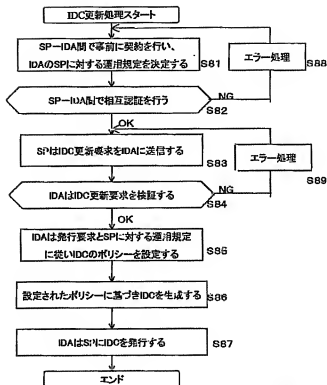 IDC更新処理スタート
SP－IDA間で事前に契約を行い、
IDAのSPに対する運用規定を決定する
S81
エラー処理
S88
SP－IDA間で相互認証を行う
NG
S82
OK
SPはIDC更新要求をIDAに送信する
S83
エラー処理
S89
IDAはIDC更新要求を検証する
NG
S84
OK
IDAは発行要求とSPに対する運用規定
に従いIDCのポリシーを設定する
S85
設定されたポリシーに基づきIDCを生成する
S86
IDAはSPにIDCを発行する
S87
エンド